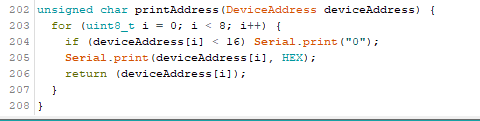 202 unsigned char printAddress(DeviceAddress deviceAddress) {
203   for (uint8_t i = 0; i < 8; i++) {
204     if (deviceAddress[i] < 16) Serial.print("0");
205     Serial.print(deviceAddress[i], HEX);
206     return (deviceAddress[i]);
207   }
208 }